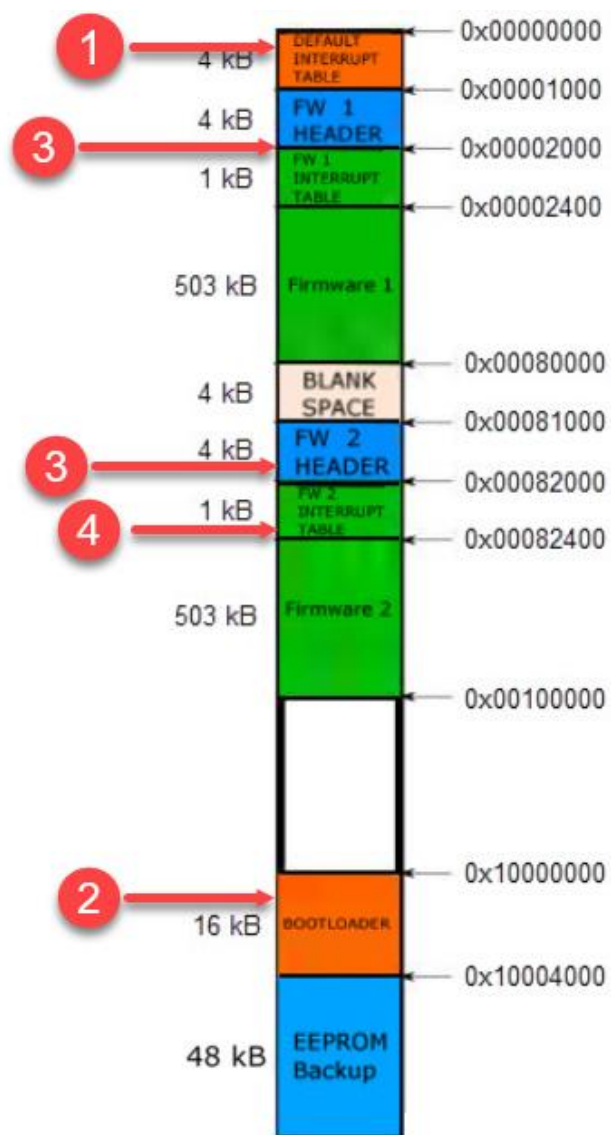 0x00000000
1
DEFAULT
INTERRUPT
TABLE
4 kB
0x00001000
FW 1
HEADER
4 kB
3
0x00002000
FW 1
INTERRUPT
TABLE
1 kB
0x00002400
503 kB
Firmware 1
0x00080000
BLANK
SPACE
4 kB
0x00081000
FW 2
HEADER
4 kB
3
0x00082000
FW 2
INTERRUPT
TABLE
1 kB
4
0x00082400
503 kB
Firmware 2
0x00100000
0x10000000
2
16 kB
BOOTLOADER
0x10004000
48 kB
EEPROM
Backup